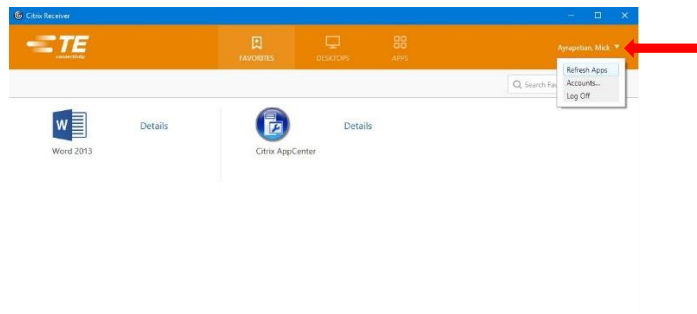 Citrix Receiver
TE
connectivity
FAVORITES
DESKTOPS
APPS
Ayrapetian, Mick
Refresh Apps
Accounts...
Log Off
Search Fa
W
Details
Word 2013
Details
Citrix AppCenter